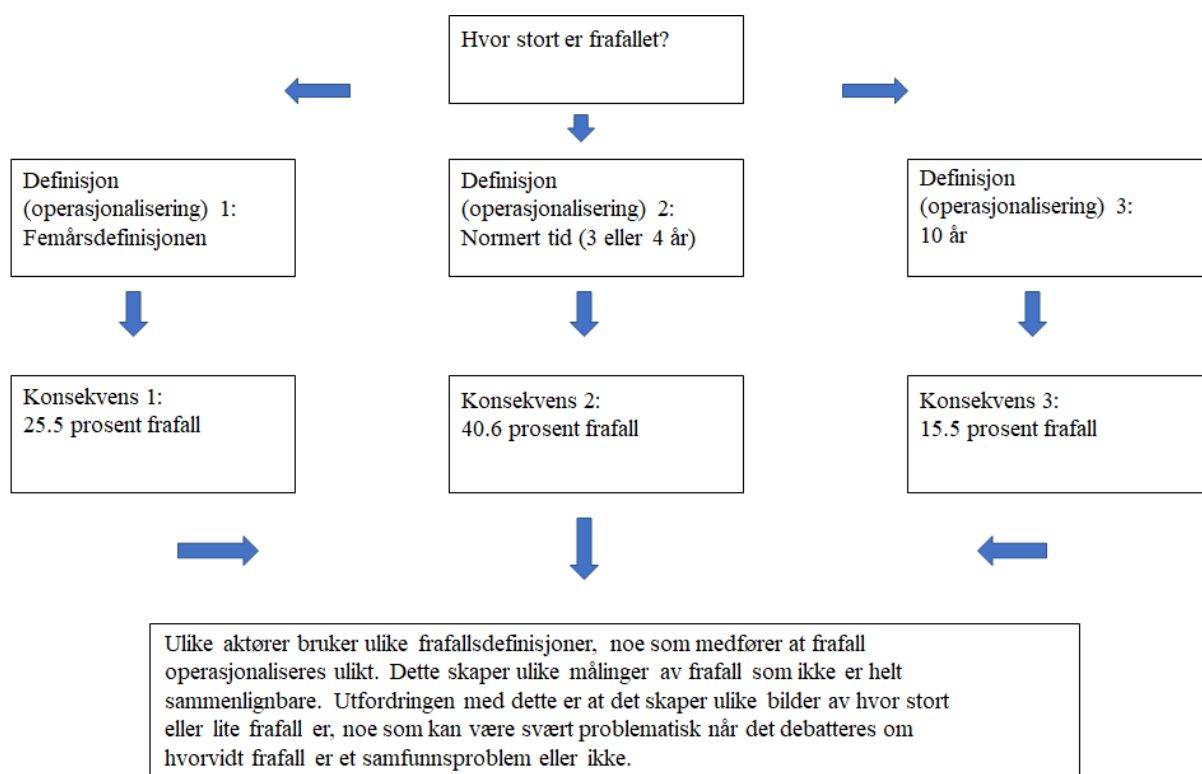 Hvor stort er frafallet?
Definisjon
(operasjonalisering) 1:
Femårsdefinisjonen
Definisjon
(operasjonalisering) 2:
Normert tid (3 eller 4 år)
Definisjon
(operasjonalisering) 3:
10 år
Konsekvens 1:
25.5 prosent frafall
Konsekvens 2:
40.6 prosent frafall
Konsekvens 3:
15.5 prosent frafall
Ulike aktører bruker ulike frafallsdefinisjoner, noe som medfører at frafall
operasjonaliseres ulikt. Dette skaper ulike målinger av frafall som ikke er helt
sammenlignbare. Utfordringen med dette er at det skaper ulike bilder av hvor stort
eller lite frafall er, noe som kan være svært problematisk når det debatteres om
hvorvidt frafall er et samfunnsproblem eller ikke.